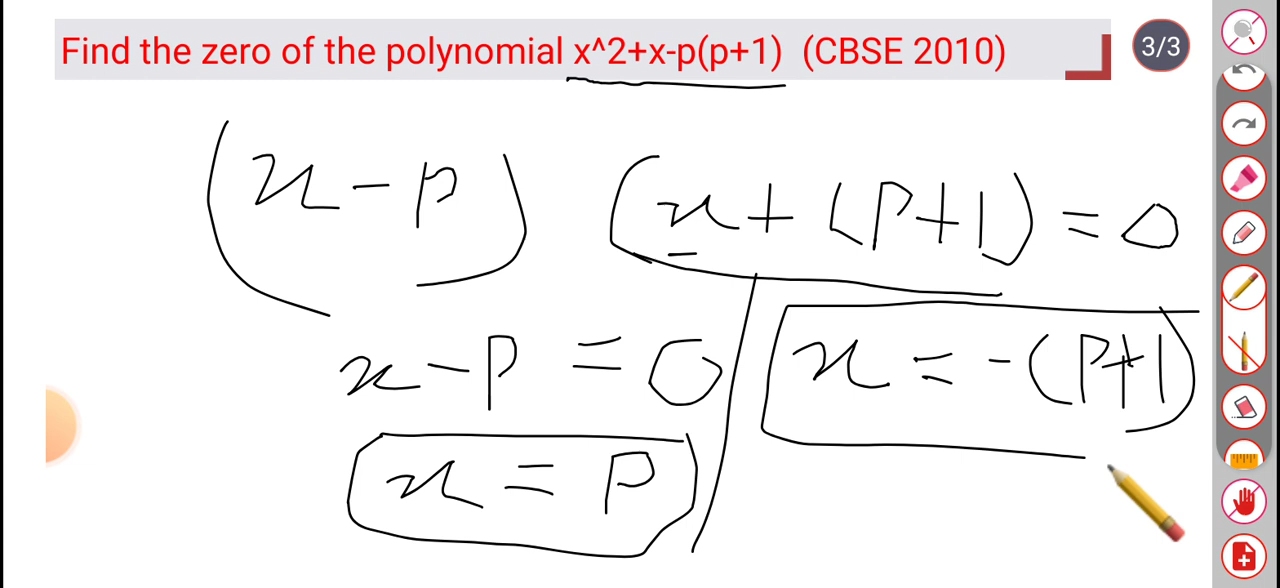 Find the zero of the polynomial x^2+x-p(p+1) (CBSE 2010)
3/3
(x-p) (x+(p+1)=0
x-p=0
x=-(p+1)
x=p